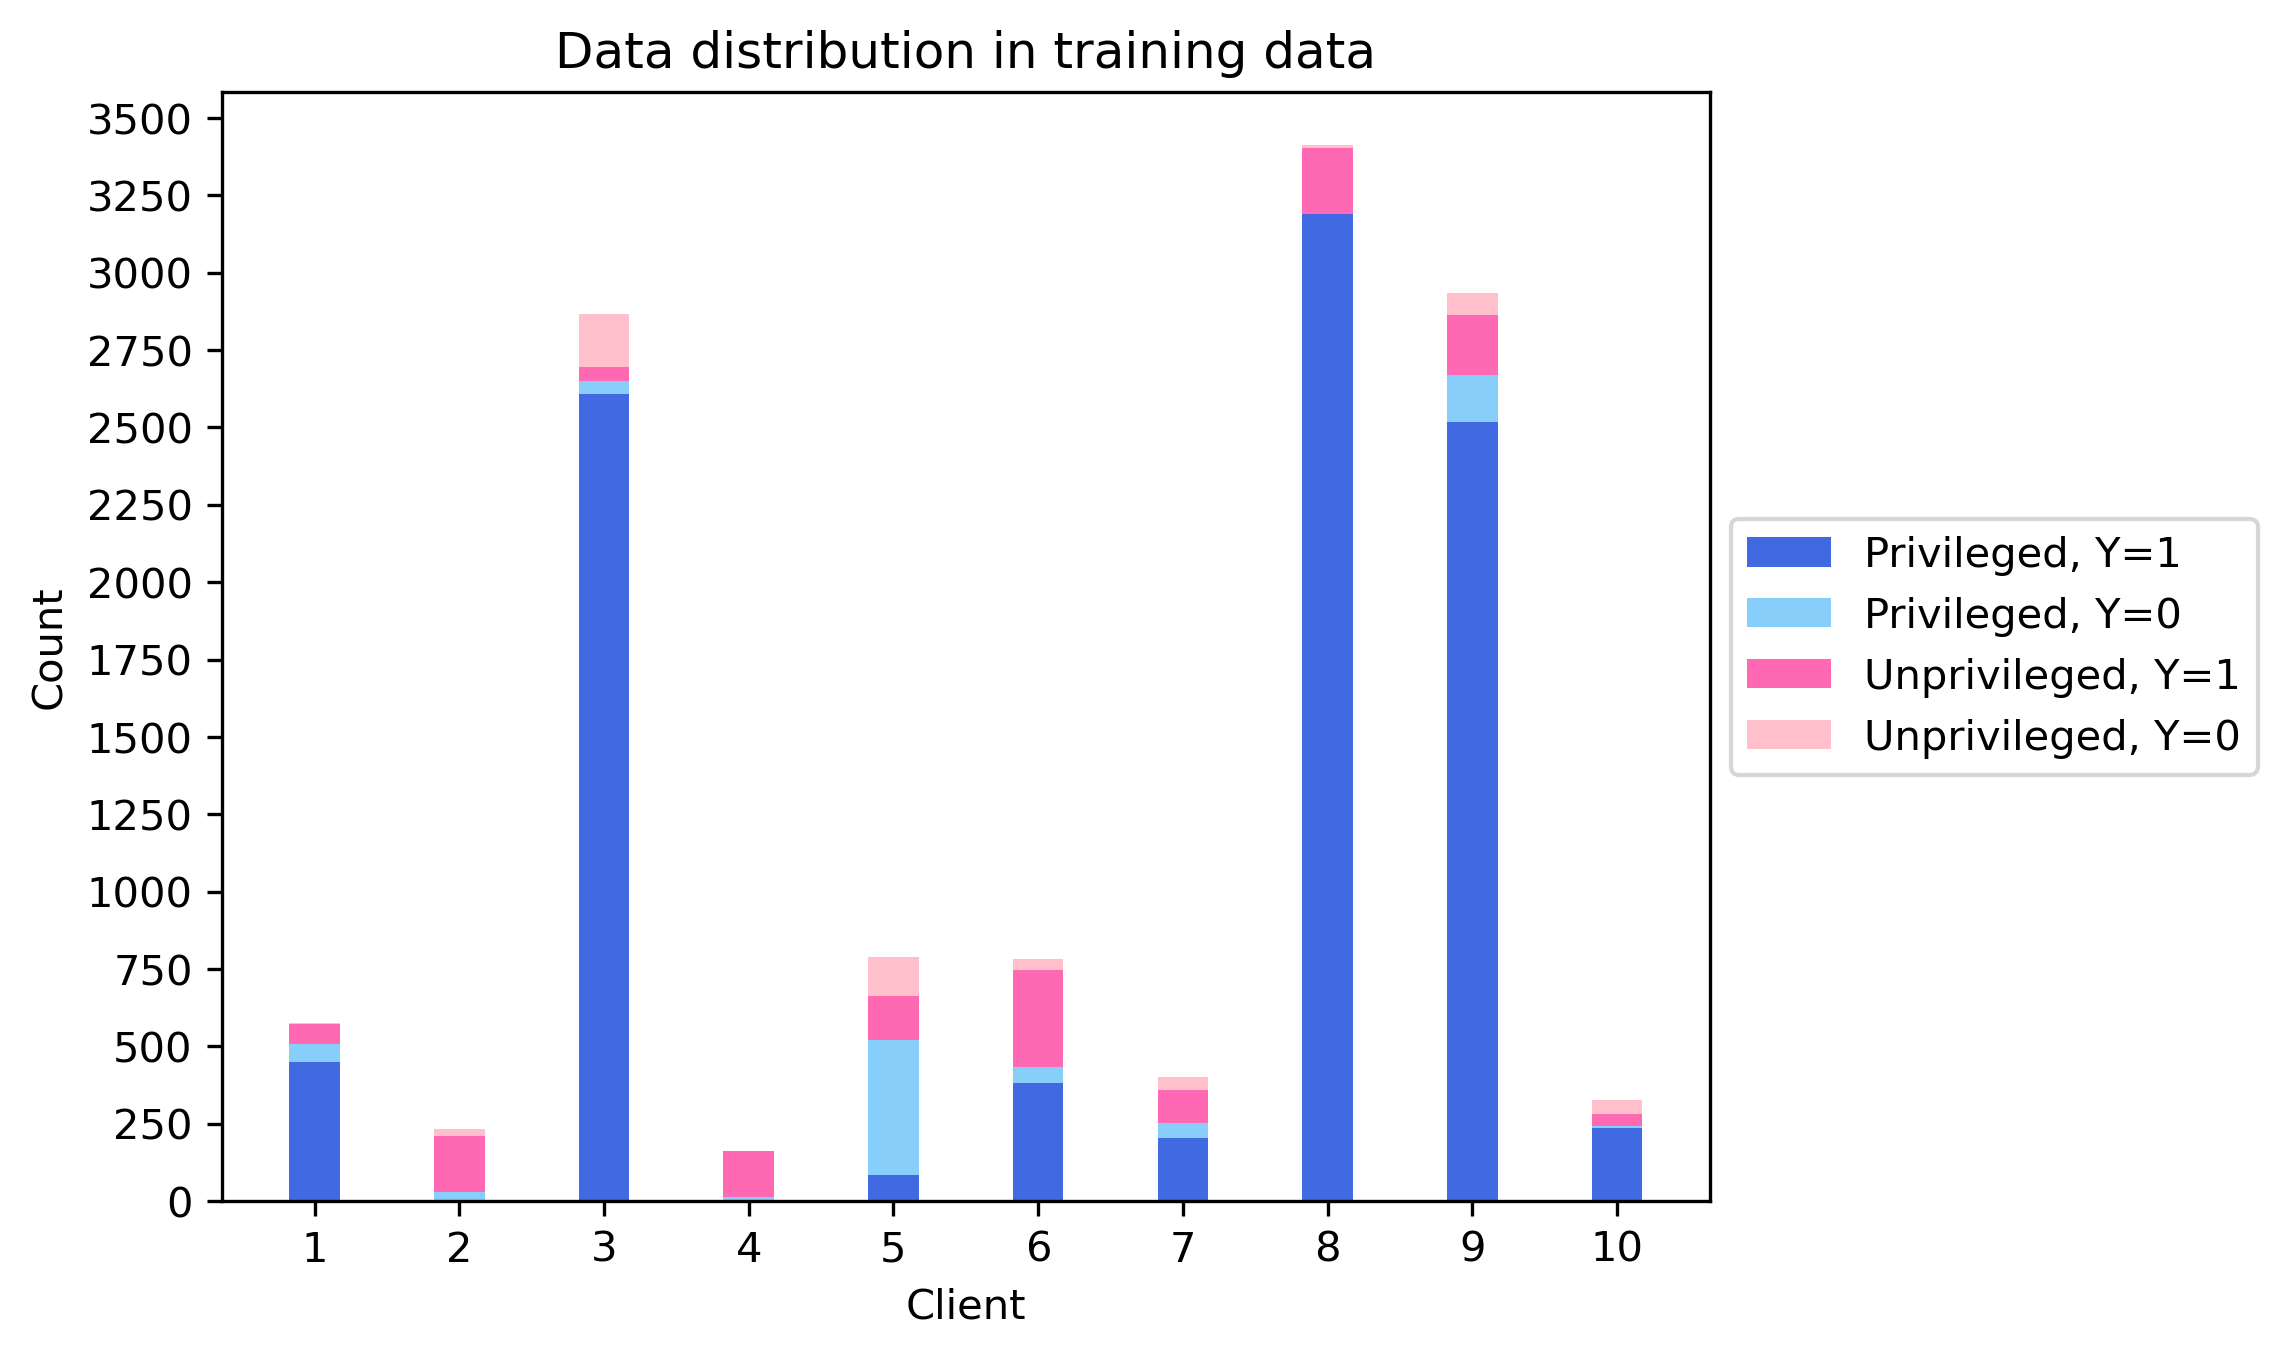 Data distribution in training data
3500
3250
3000
2750
2500
2250
2000
1750
1500
1250
1000
750
500
250
0
Count
1 2 3 4 5 6 7 8 9 10
Client
Privileged, Y=1
Privileged, Y=0
Unprivileged, Y=1
Unprivileged, Y=0